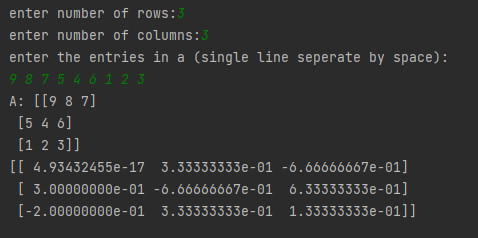 enter number of rows:3
enter number of columns:3
enter the entries in a (single line seperate by space):
9 8 7 5 4 6 1 2 3
A: [[9 8 7]
 [5 4 6]
 [1 2 3]]
[[ 4.93432455e-17  3.33333333e-01 -6.66666667e-01]
 [ 3.00000000e-01 -6.66666667e-01  6.33333333e-01]
 [-2.00000000e-01  3.33333333e-01  1.33333333e-01]]